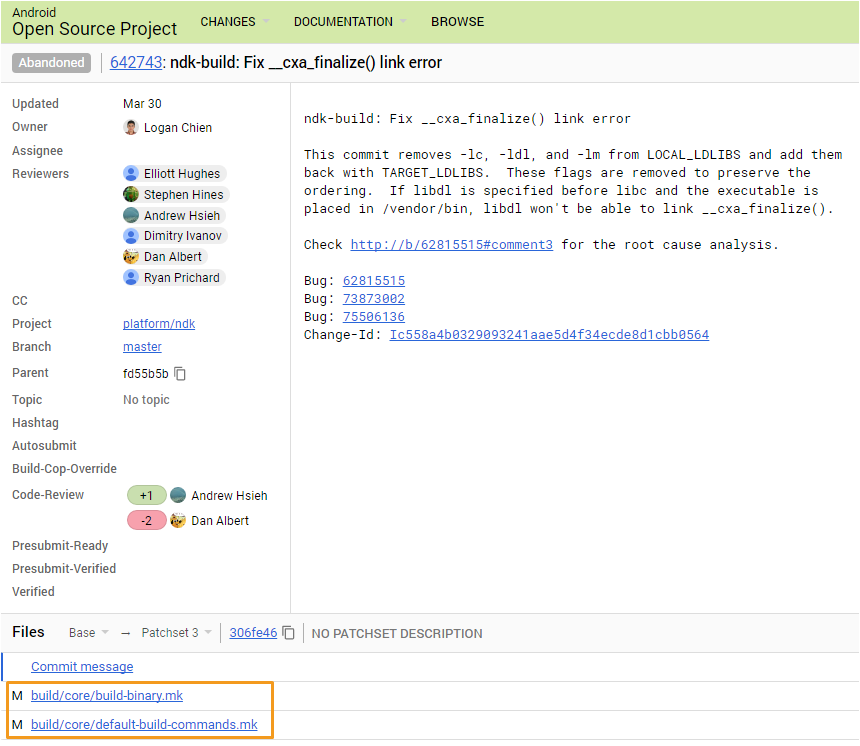 Android
Open Source Project CHANGES DOCUMENTATION BROWSE
Abandoned 642743: ndk-build: Fix __cxa_finalize() link error
Updated Mar 30
Owner Logan Chien
Assignee
Reviewers Elliott Hughes
Stephen Hines
Andrew Hsieh
Dimitry Ivanov
Dan Albert
Ryan Prichard
CC
Project platform/ndk
Branch master
Parent fd55b5b
Topic No topic
Hashtag
Autosubmit
Build-Cop-Override
Code-Review +1 Andrew Hsieh
-2 Dan Albert
Presubmit-Ready
Presubmit-Verified
Verified
ndk-build: Fix __cxa_finalize() link error
This commit removes -lc, -ldl, and -lm from LOCAL_LDLIBS and add them
back with TARGET_LDLIBS.  These flags are removed to preserve the
ordering.  If libdl is specified before libc and the executable is
placed in /vendor/bin, libdl won't be able to link __cxa_finalize().
Check http://b/62815515#comment3 for the root cause analysis.
Bug: 62815515
Bug: 73873002
Bug: 75506136
Change-Id: Ic558a4b0329093241aae5d4f34ecde8d1cbb0564
Files Base → Patchset 3 306fe46 NO PATCHSET DESCRIPTION
Commit message
M build/core/build-binary.mk
M build/core/default-build-commands.mk